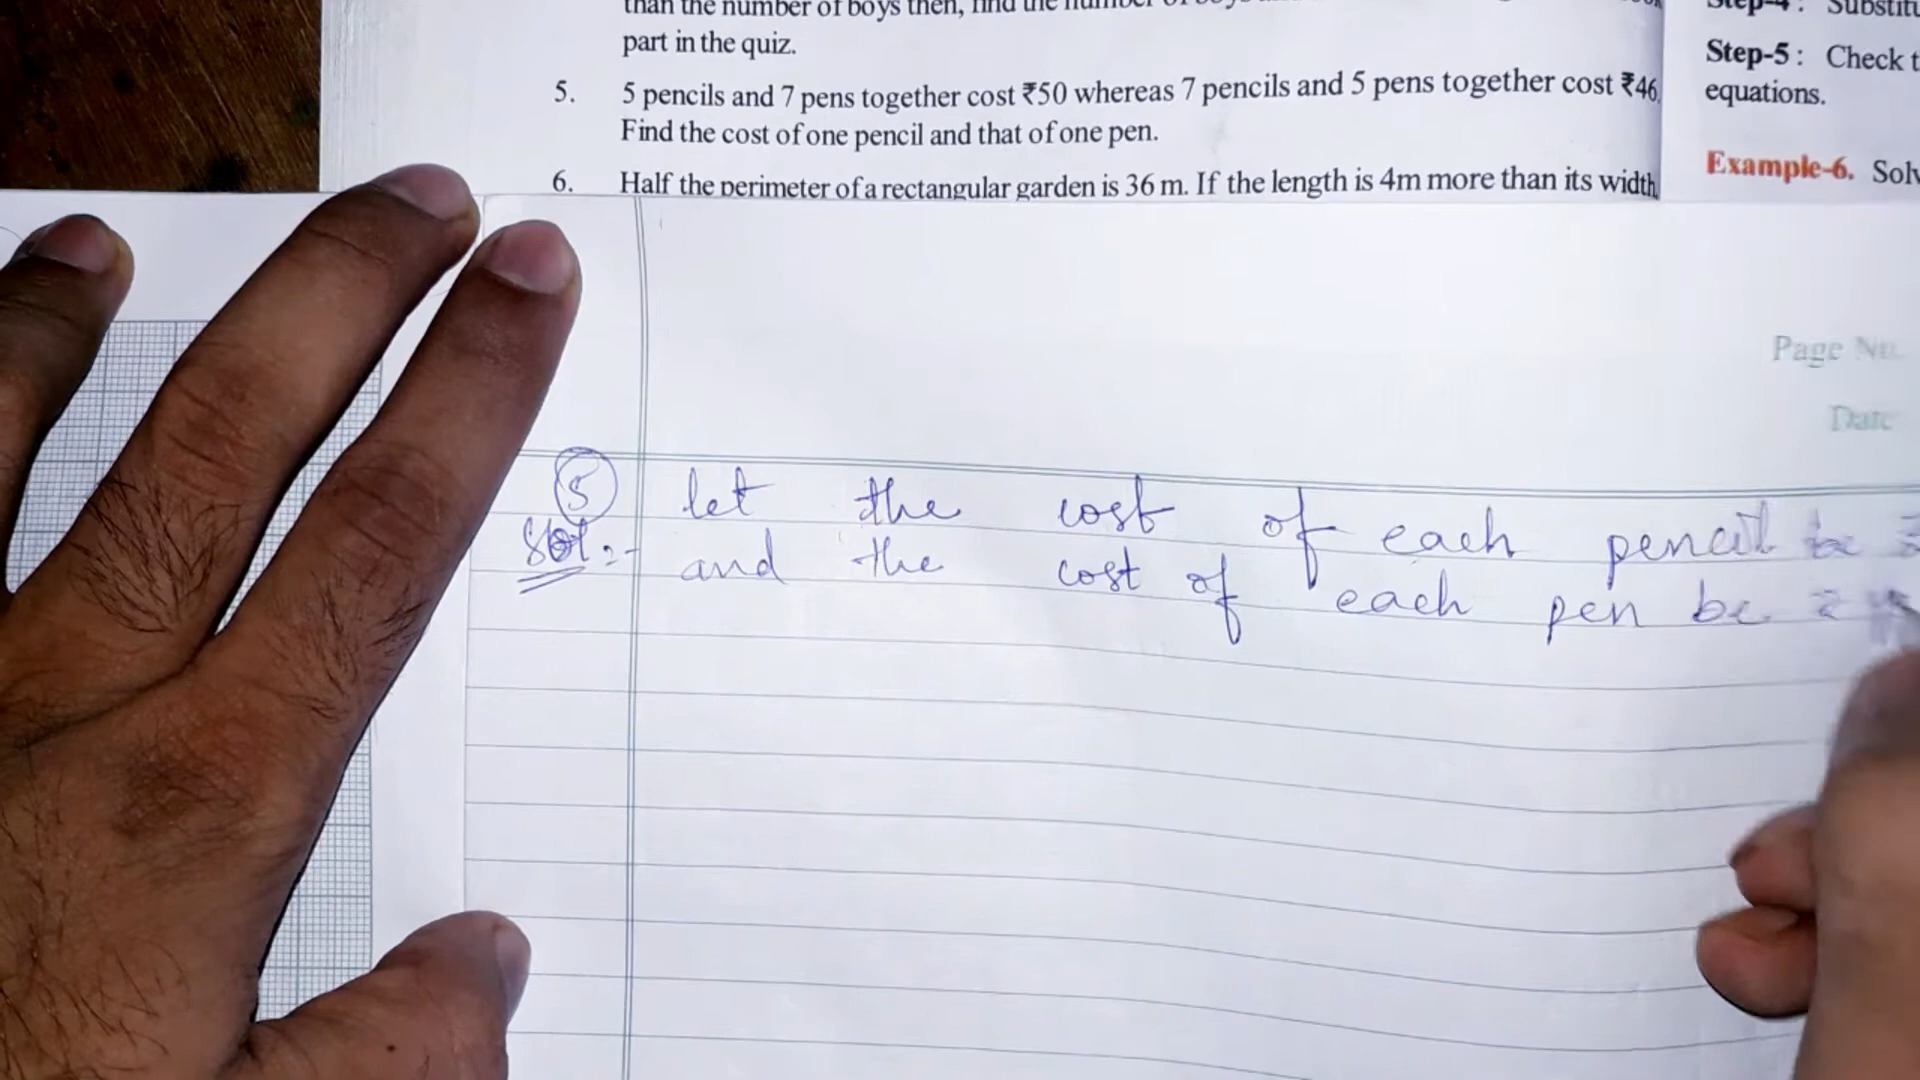 than the number of boys then, find the number of boys and
part in the quiz.
5. 5 pencils and 7 pens together cost ₹50 whereas 7 pencils and 5 pens together cost ₹46.
Find the cost of one pencil and that of one pen.
6. Half the perimeter of a rectangular garden is 36 m. If the length is 4m more than its width,
Step-4 : Substitu
Step-5 : Check t
equations.
Example-6. Solv
Page No.
Date
5 let the cost of each pencil be
Sol:- and the cost of each pen be